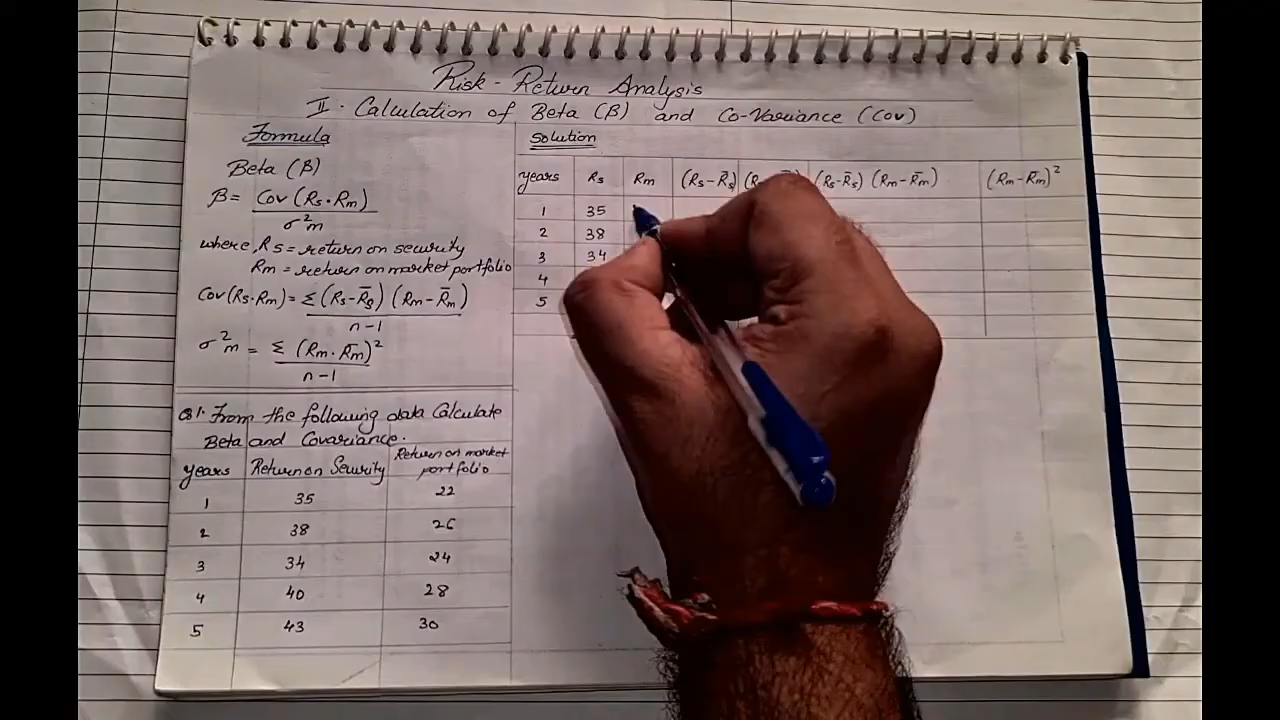 Risk - Return Analysis
II. Calculation of Beta (β) and Co-Variance (Cov)
Formula
Beta (β)
β = Cov (Rs . Rm)
σ²m
where, Rs = return on security
Rm = return on market portfolio
Cov (Rs . Rm) = Σ (Rs - R̄s) (Rm - R̄m)
n - 1
σ²m = Σ (Rm . R̄m)²
n - 1
Q1. From the following data Calculate
Beta and Covariance.
years Return on Security Return on market portfolio
1 35 22
2 38 26
3 34 24
4 40 28
5 43 30
Solution
years Rs Rm (Rs - R̄s) (Rs - R̄s) (Rm - R̄m) (Rm - R̄m)²
1 35
2 38
3 34
4
5